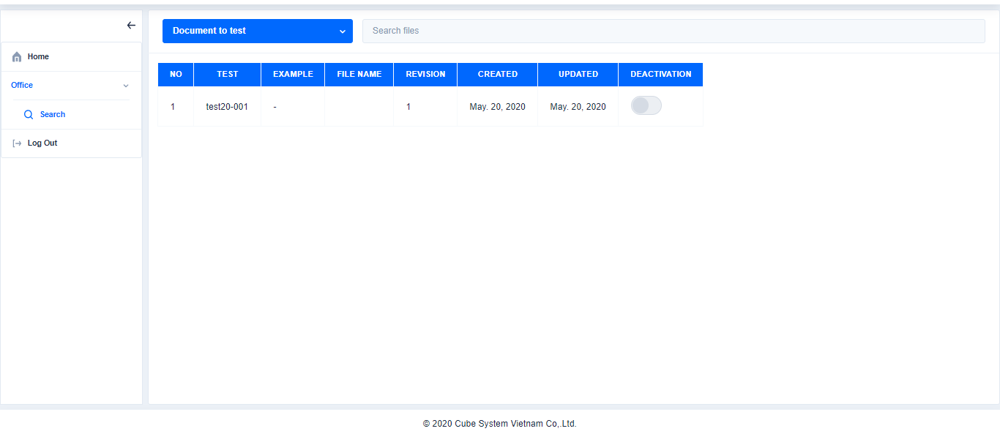 Document to test
Search files
Home
Office
Search
Log Out
NO TEST EXAMPLE FILE NAME REVISION CREATED UPDATED DEACTIVATION
1 test20-001 - 1 May. 20, 2020 May. 20, 2020
© 2020 Cube System Vietnam Co,.Ltd.